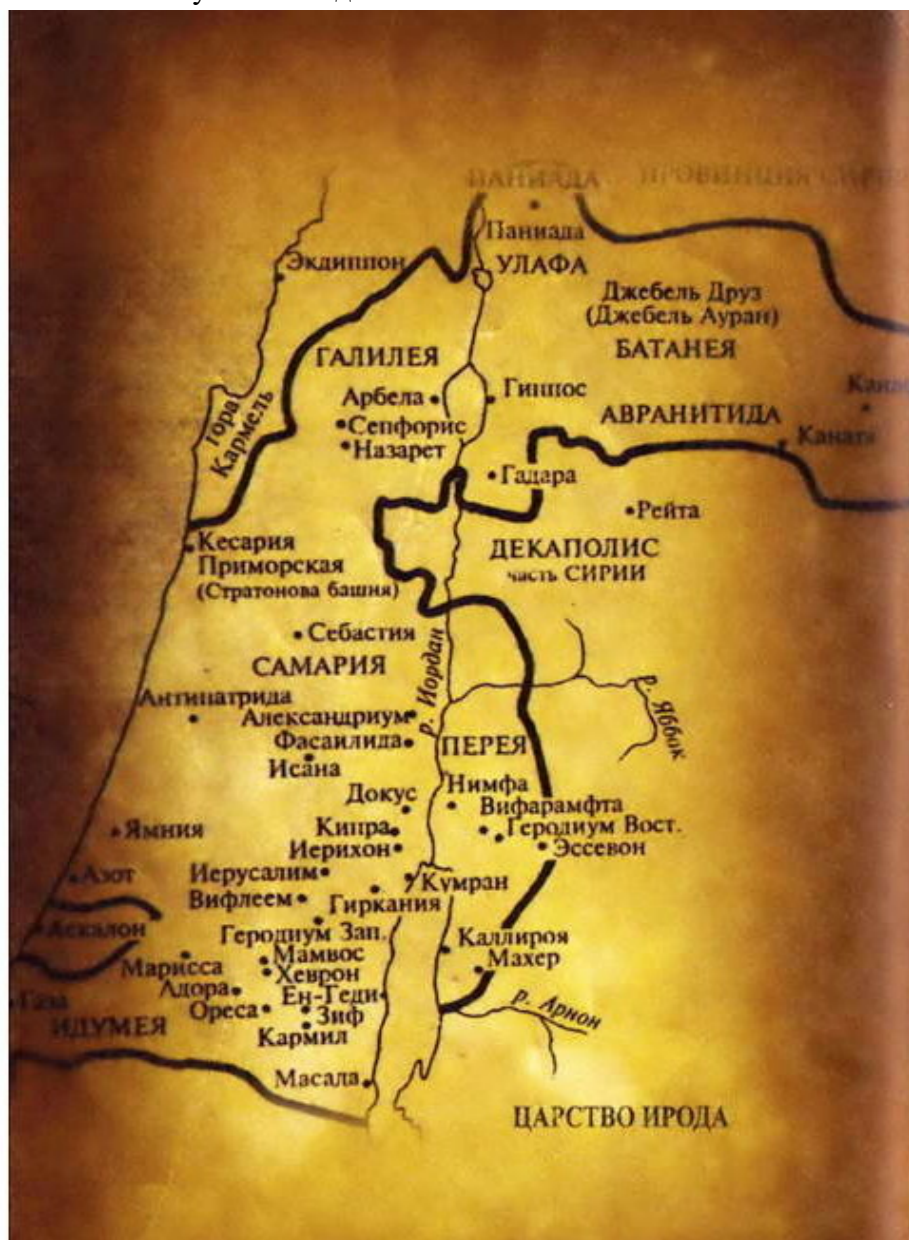 ПАНИАДА
ПРОВИНЦИЯ
Паниада
Экдиппон
УЛАФА
Джебель Друз
(Джебель Ауран)
ГАЛИЛЕЯ
БАТАНЕЯ
Арбела
Гиппос
гора
Кармель
АВРАНИТИДА
Сепфорис
Назарет
Каната
Гадара
Рейта
Кесария
Приморская
(Стратонова башня)
ДЕКАПОЛИС
часть СИРИИ
Себастия
САМАРИЯ
р. Иордан
р. Яббок
Антипатрида
Александриум
Фасаилида
ПЕРЕЯ
Исана
Нимфа
Докус
Вифарамфта
Ямния
Кипра
Геродиум Вост.
Иерихон
Эссевон
Азот
Иерусалим
Кумран
Вифлеем
Гиркания
Аскалон
Геродиум Зап.
Каллироя
Мамвос
Махер
Марисса
Хеврон
Адора
Ен-Геди
Газа
Ореса
Зиф
р. Арнон
ИДУМЕЯ
Кармил
Масала
ЦАРСТВО ИРОДА